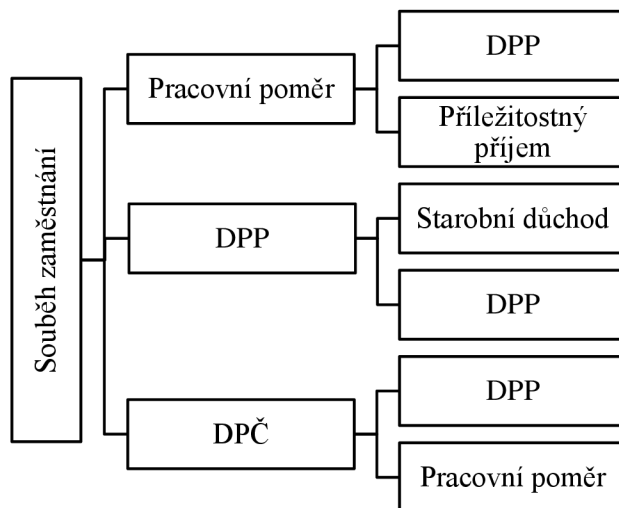 Souběh zaměstnání
Pracovní poměr
DPP
Příležitostný
příjem
DPP
Starobní důchod
DPP
DPČ
DPP
Pracovní poměr